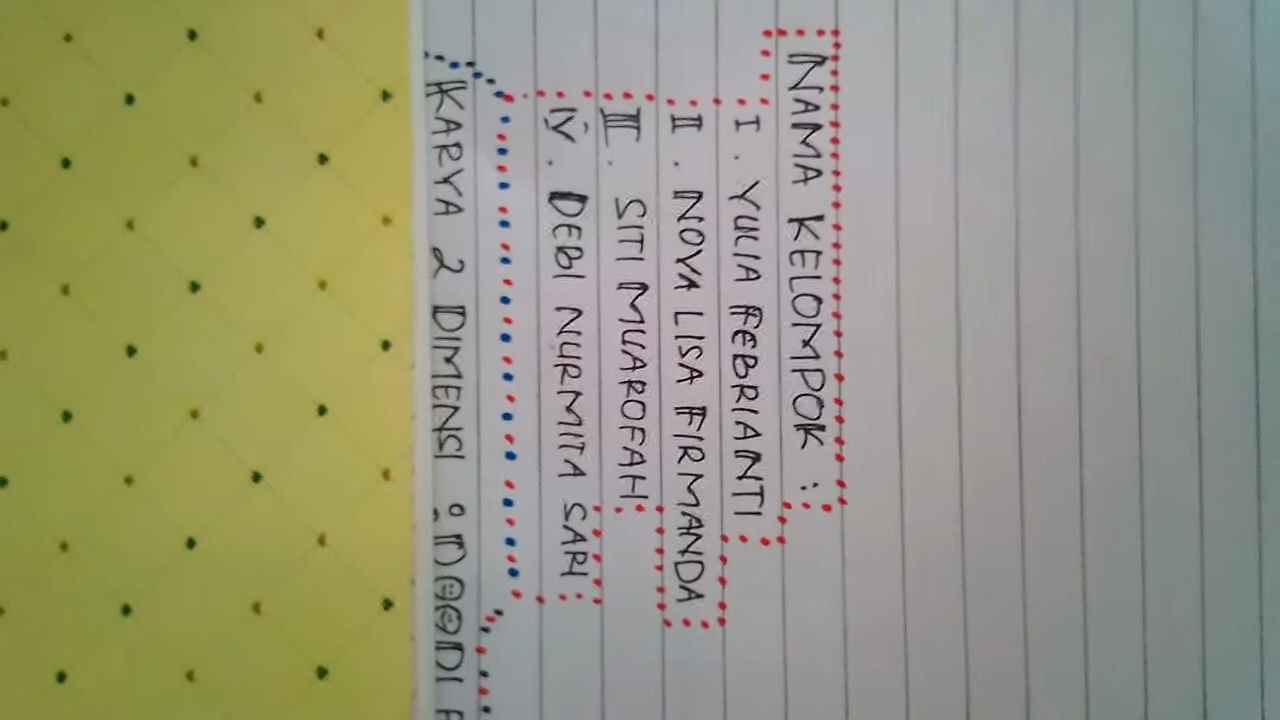 NAMA KELOMPOK :
I . YULIA FEBRIANTI
II . NOVA LISA FIRMANDA
III . SITI MUAROFAH
IV . DEBI NURMITA SARI
KARYA 2 DIMENSI :